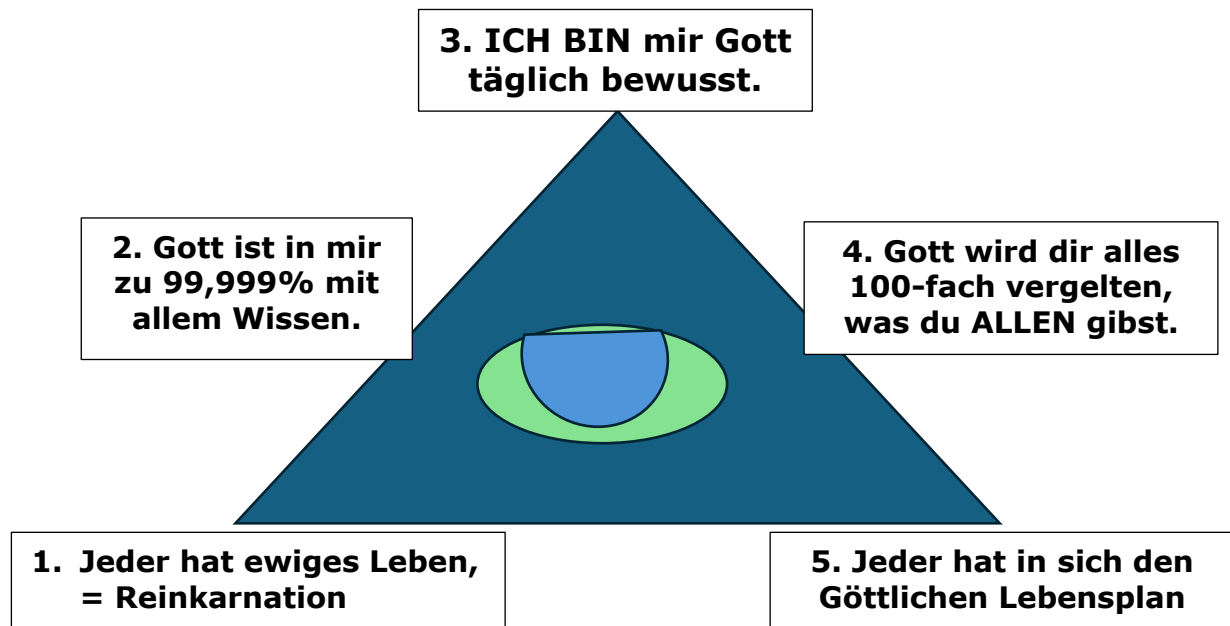 3. ICH BIN mir Gott
täglich bewusst.
2. Gott ist in mir
zu 99,999% mit
allem Wissen.
4. Gott wird dir alles
100-fach vergelten,
was du ALLEN gibst.
1. Jeder hat ewiges Leben,
= Reinkarnation
5. Jeder hat in sich den
Göttlichen Lebensplan